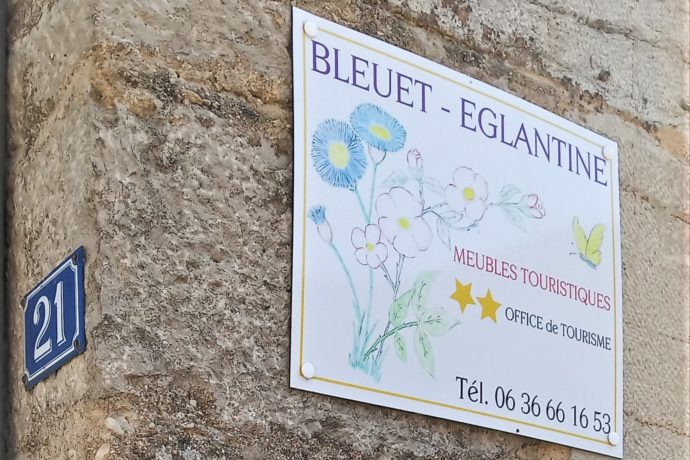 BLEUET - EGLANTINE
MEUBLES TOURISTIQUES
OFFICE de TOURISME
Tél. 06 36 66 16 53
21